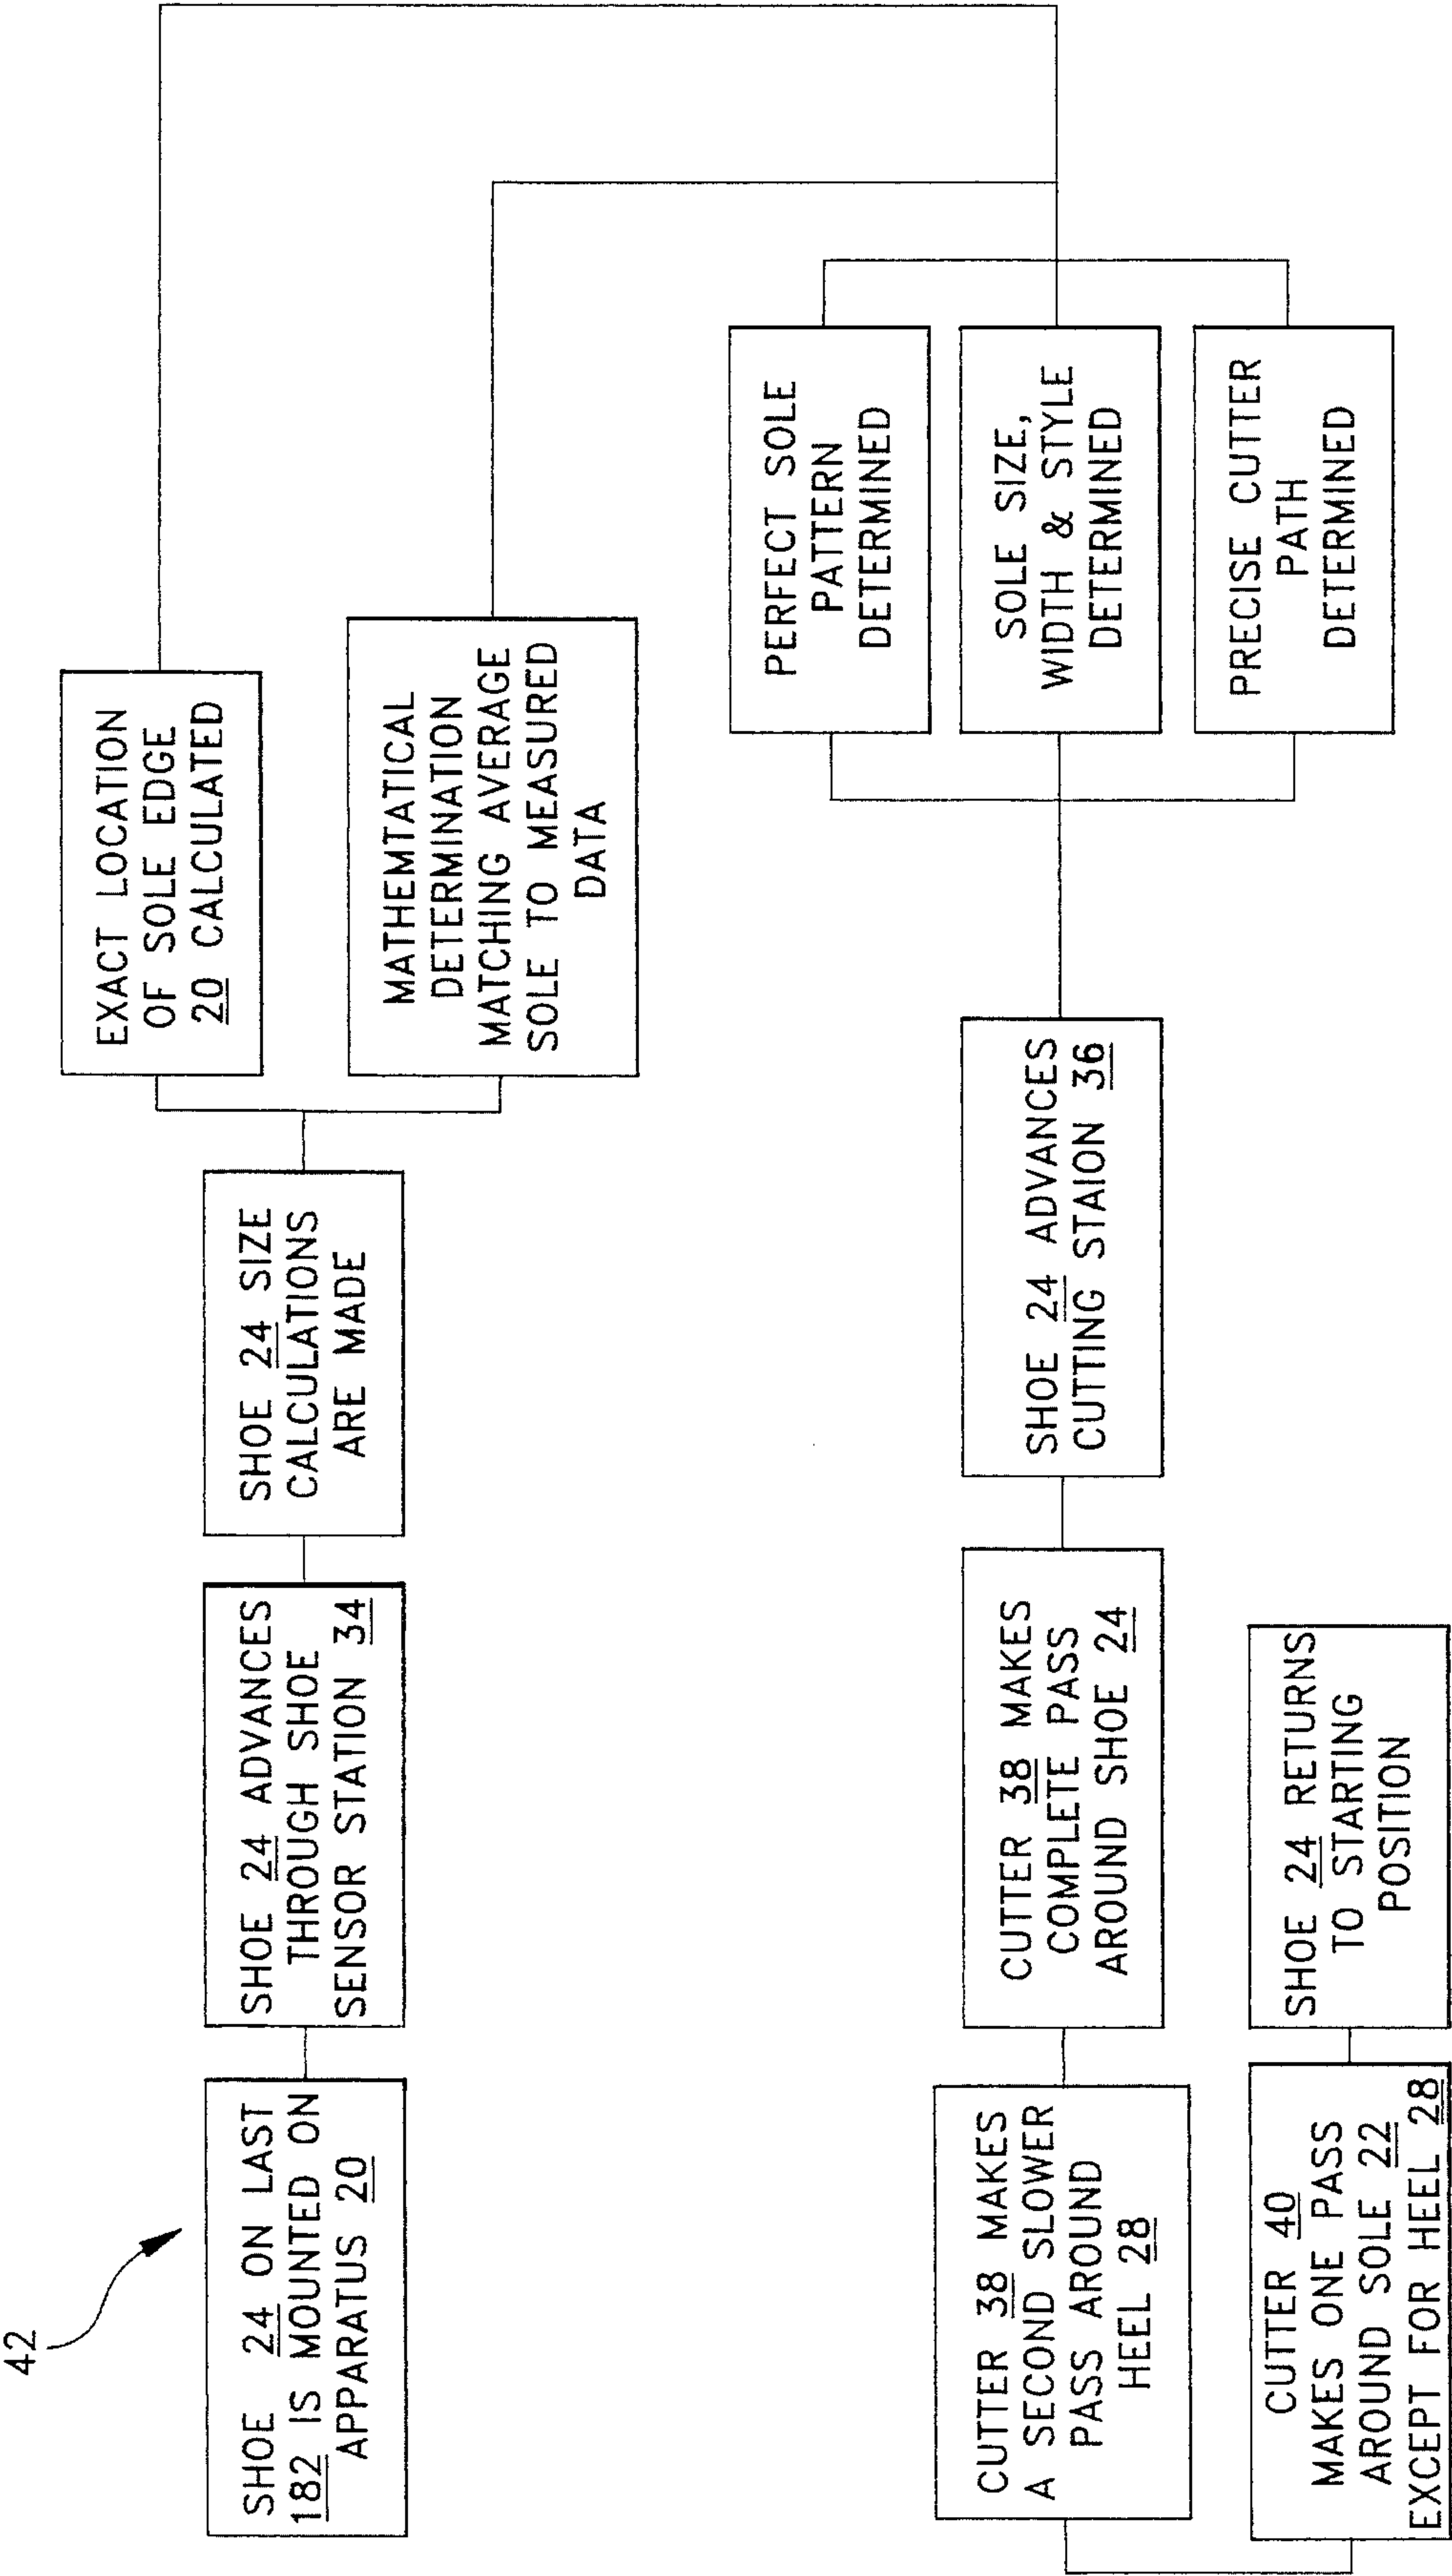 42
SHOE 24 ON LAST
182 IS MOUNTED ON
APPARATUS 20
SHOE 24 ADVANCES
THROUGH SHOE
SENSOR STATION 34
SHOE 24 SIZE
CALCULATIONS
ARE MADE
EXACT LOCATION
OF SOLE EDGE
20 CALCULATED
MATHEMTATICAL
DETERMINATION
MATCHING AVERAGE
SOLE TO MEASURED
DATA
PERFECT SOLE
PATTERN
DETERMINED
SOLE SIZE,
WIDTH & STYLE
DETERMINED
PRECISE CUTTER
PATH
DETERMINED
SHOE 24 ADVANCES
CUTTING STAION 36
CUTTER 38 MAKES
COMPLETE PASS
AROUND SHOE 24
CUTTER 38 MAKES
A SECOND SLOWER
PASS AROUND
HEEL 28
CUTTER 40
MAKES ONE PASS
AROUND SOLE 22
EXCEPT FOR HEEL 28
SHOE 24 RETURNS
TO STARTING
POSITION